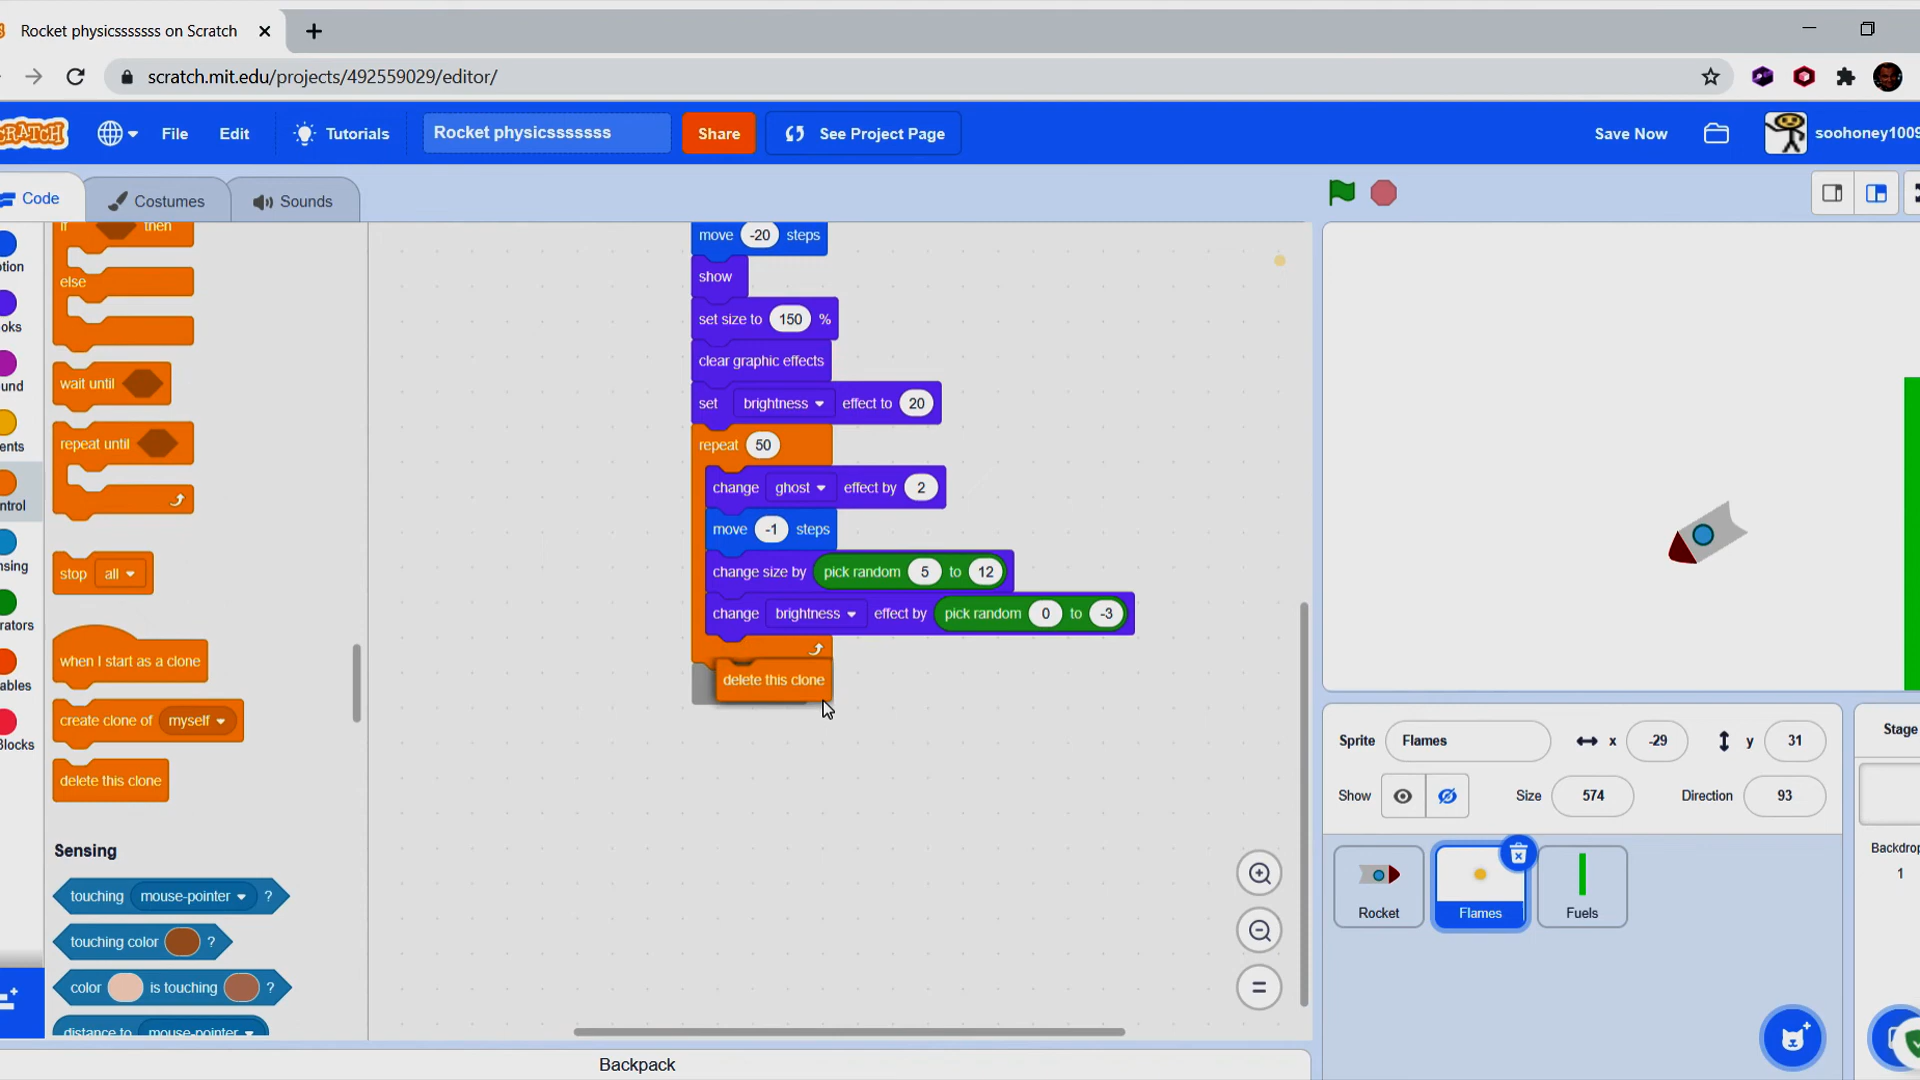 Rocket physicsssssss on Scratch
scratch.mit.edu/projects/492559029/editor/
File
Edit
Tutorials
Rocket physicsssssss
Share
See Project Page
Save Now
soohoney1009
Code
Costumes
Sounds
if then
else
wait until
repeat until
stop all
when I start as a clone
create clone of myself
delete this clone
Sensing
touching mouse-pointer ?
touching color ?
color is touching ?
distance to mouse-pointer
move -20 steps
show
set size to 150 %
clear graphic effects
set brightness effect to 20
repeat 50
change ghost effect by 2
move -1 steps
change size by pick random 5 to 12
change brightness effect by pick random 0 to -3
delete this clone
Backpack
Sprite Flames x -29 y 31
Show Size 574 Direction 93
Rocket
Flames
Fuels
Stage
Backdrop
1